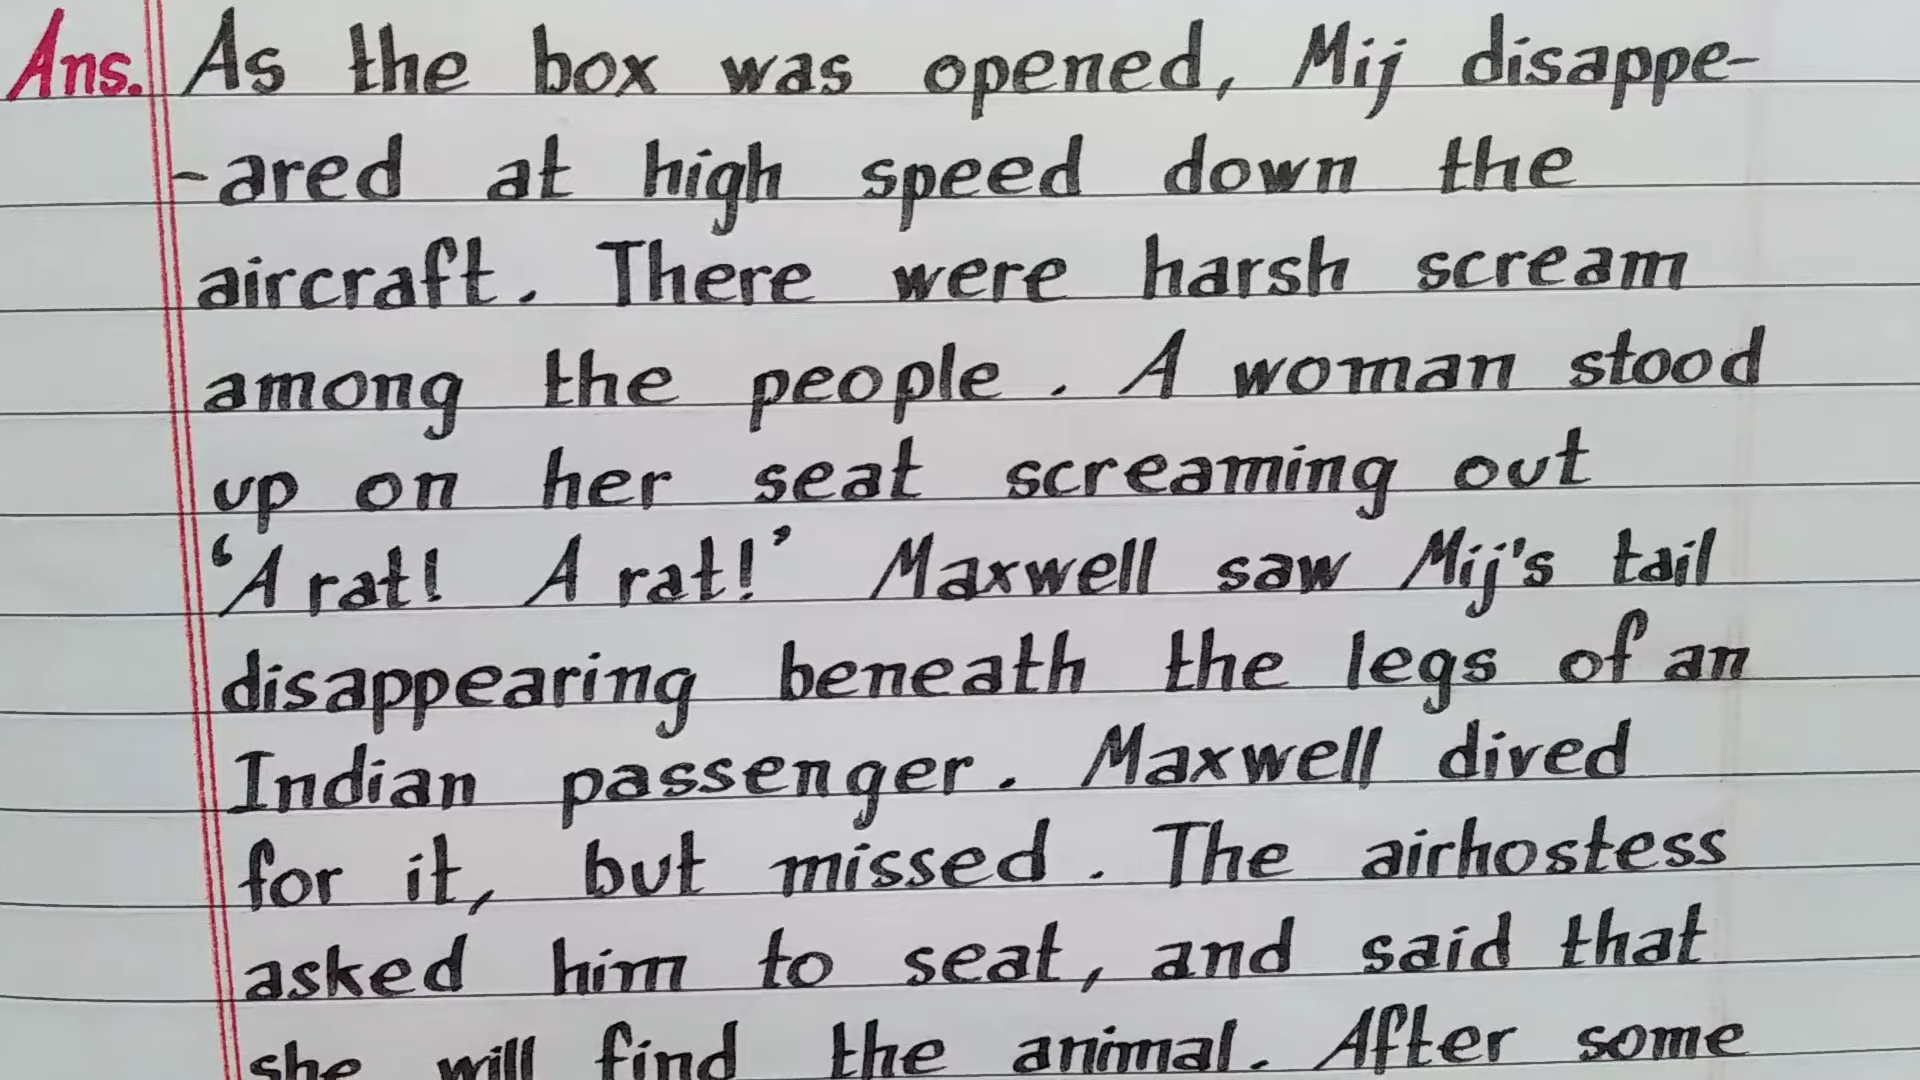 Ans. As the box was opened, Mij disappe-
-ared at high speed down the
aircraft. There were harsh scream
among the people. A woman stood
up on her seat screaming out
'A rat! A rat!' Maxwell saw Mij's tail
disappearing beneath the legs of an
Indian passenger. Maxwell dived
for it, but missed. The airhostess
asked him to seat, and said that
she will find the animal. After some